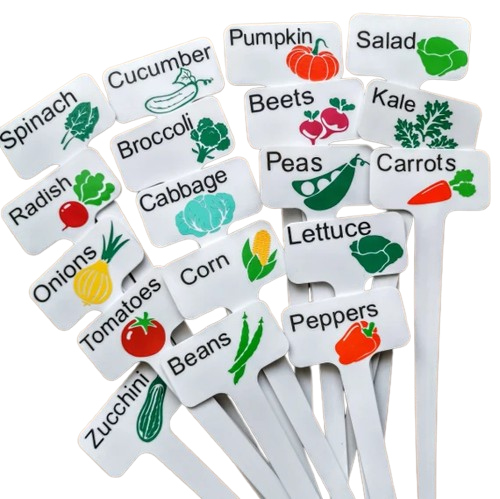 Pumpkin
Salad
Cucumber
Spinach
Beets
Kale
Broccoli
Peas
Carrots
Radish
Cabbage
Lettuce
Onions
Corn
Tomatoes
Beans
Peppers
Zucchini